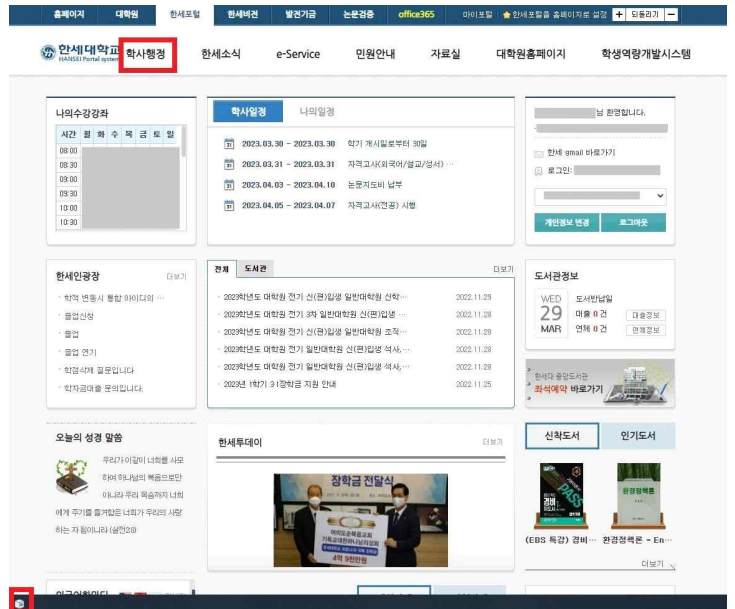 홈페이지 대학원 한세포털 한세비전 발전기금 논문검증 office365 마이포털 한세포털을 홈페이지로 설정 + 되돌리기 -
한세대학교
HANSEI Portal system
학사행정 한세소식 e-Service 민원안내 자료실 대학원홈페이지 학생역량개발시스템
나의수강강좌
시간 월 화 수 목 금 토 일
08:00
08:30
09:00
09:30
10:00
10:30
학사일정 나의일정
2023.03.30 - 2023.03.30 학기 개시일로부터 30일
2023.03.31 - 2023.03.31 자격고사(외국어/설교/성서) ···
2023.04.03 - 2023.04.10 논문지도비 납부
2023.04.05 - 2023.04.07 자격고사(전공) 시행
님 환영합니다.
한세 gmail 바로가기
로그인:
개인정보 변경 로그아웃
한세인광장 더보기
· 학적 변동시 통합 아이디의 ···
· 졸업신청
· 졸업
· 졸업 연기
· 학점삭제 질문입니다
· 학자금대출 문의입니다.
전체 도서관 더보기
· 2023학년도 대학원 전기 신(편)입생 일반대학원 신학··· 2022.11.29
· 2023학년도 대학원 전기 3차 일반대학원 신(편)입생 ··· 2022.11.29
· 2023학년도 대학원 전기 신(편)입생 일반대학원 조직··· 2022.11.29
· 2023학년도 대학원 전기 일반대학원 신(편)입생 석사,··· 2022.11.28
· 2023학년도 대학원 전기 일반대학원 신(편)입생 석사,··· 2022.11.28
· 2023년 1학기 31장학금 지원 안내 2022.11.25
도서관정보
WED
29
MAR
도서반납일
대출 0 건 대출정보
연체 0 건 연체정보
한세대 중앙도서관
좌석예약 바로가기
오늘의 성경 말씀
우리가 이같이 너희를 사모
하여 하나님의 복음으로만
아니라 우리 목숨까지 너희
에게 주기를 즐겨함은 너희가 우리의 사랑
하는 자 됨이니라 (살전2:8)
한세투데이 더보기
장학금 전달식
여의도순복음교회
4억 9천만원
신착도서 인기도서
경비
PASS
환경정책론
(EBS 특강) 경비··· 환경정책론 - En···
더보기